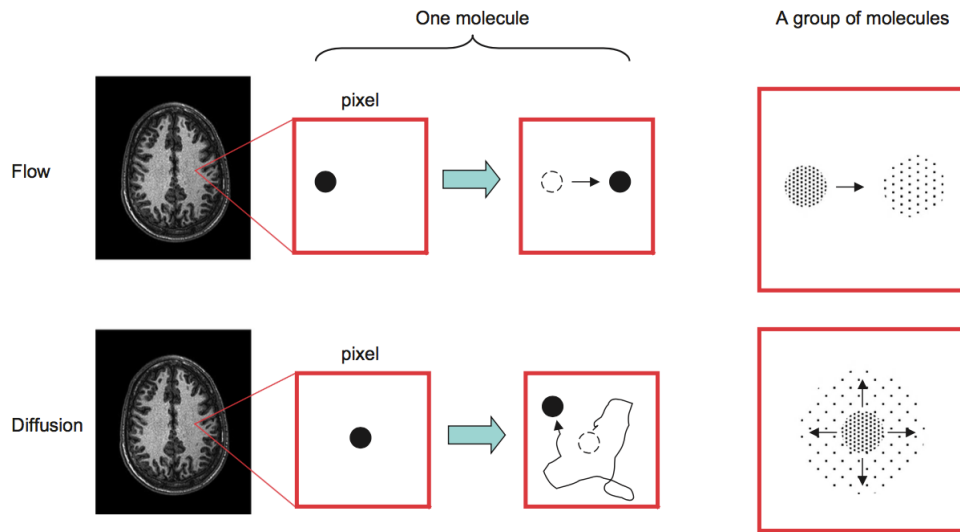 One molecule
A group of molecules
pixel
Flow
pixel
Diffusion